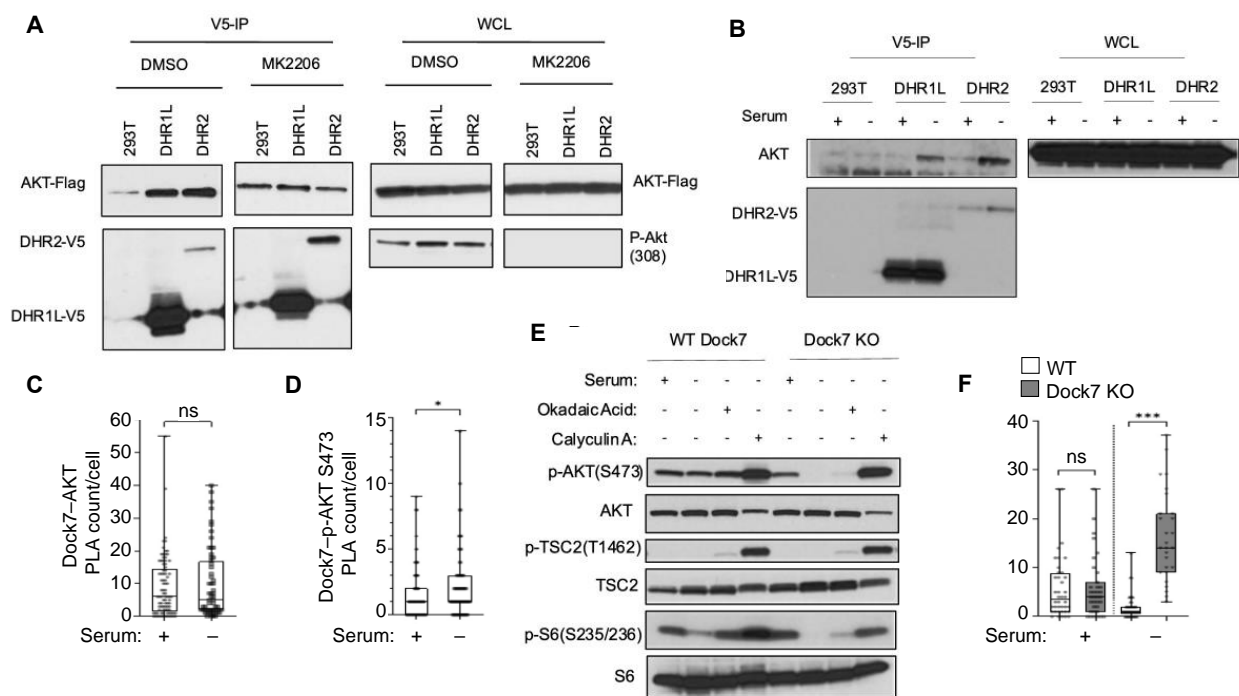 A
V5-IP
WCL
DMSO
MK2206
DMSO
MK2206
293T
DHR1L
DHR2
293T
DHR1L
DHR2
293T
DHR1L
DHR2
293T
DHR1L
DHR2
AKT-Flag
AKT-Flag
DHR2-V5
P-Akt
(308)
DHR1L-V5
B
V5-IP
WCL
293T
DHR1L
DHR2
293T
DHR1L
DHR2
Serum
+ - + - + -
+ - + - + -
AKT
DHR2-V5
DHR1L-V5
C
Dock7–AKT
PLA count/cell
60
50
40
30
20
10
0
ns
Serum: + –
D
Dock7–p-AKT S473
PLA count/cell
15
10
5
0
*
Serum: + –
E
WT Dock7
Dock7 KO
Serum: + - - - + - - -
Okadaic Acid - - + - - - + -
Calyculin A: - - - + - - - +
p-AKT(S473)
AKT
p-TSC2(T1462)
TSC2
p-S6(S235/236)
S6
F
WT
Dock7 KO
40
30
20
10
0
ns
***
Serum: + –